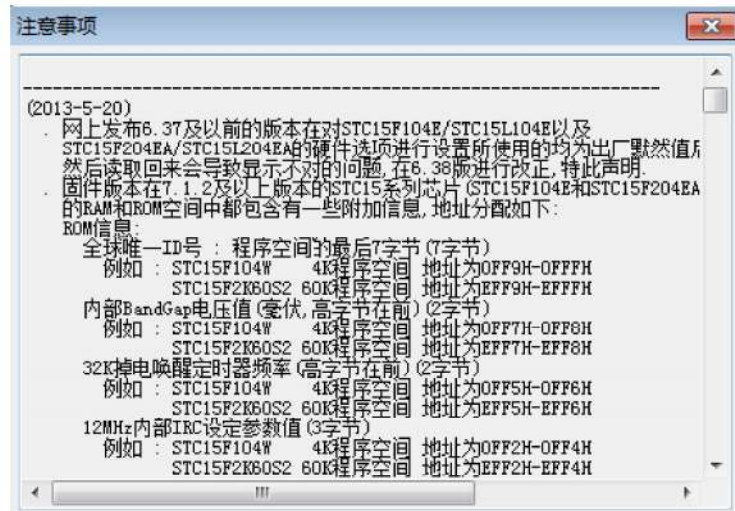 注意事项
------------------------------------------------------------------
(2013-5-20)
. 网上发布6.37及以前的版本在对STC15F104E/STC15L104E以及
STC15F204EA/STC15L204EA的硬件选项进行设置所使用的均为出厂默然值,
然后读取回来会导致显示不对的问题,在6.38版进行改正,特此声明.
. 固件版本在7.1.2及以上版本的STC15系列芯片(STC15F104E和STC15F204EA
的RAM和ROM空间中都包含有一些附加信息,地址分配如下:
ROM信息:
全球唯一ID号 : 程序空间的最后7字节(7字节)
例如 : STC15F104W 4K程序空间 地址为0FF9H-0FFFH
STC15F2K60S2 60K程序空间 地址为EFF9H-EFFFH
内部BandGap电压值(毫伏,高字节在前)(2字节)
例如 : STC15F104W 4K程序空间 地址为0FF7H-0FF8H
STC15F2K60S2 60K程序空间 地址为EFF7H-EFF8H
32K掉电唤醒定时器频率(高字节在前)(2字节)
例如 : STC15F104W 4K程序空间 地址为0FF5H-0FF6H
STC15F2K60S2 60K程序空间 地址为EFF5H-EFF6H
12MHz内部IRC设定参数值(3字节)
例如 : STC15F104W 4K程序空间 地址为0FF2H-0FF4H
STC15F2K60S2 60K程序空间 地址为EFF2H-EFF4H